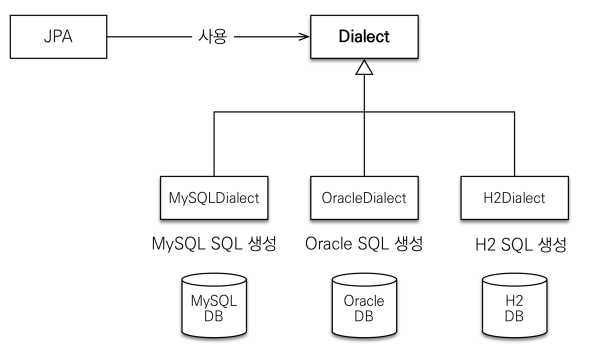 JPA
사용
Dialect
MySQLDialect
OracleDialect
H2Dialect
MySQL SQL 생성
Oracle SQL 생성
H2 SQL 생성
MySQL
DB
Oracle
DB
H2
DB